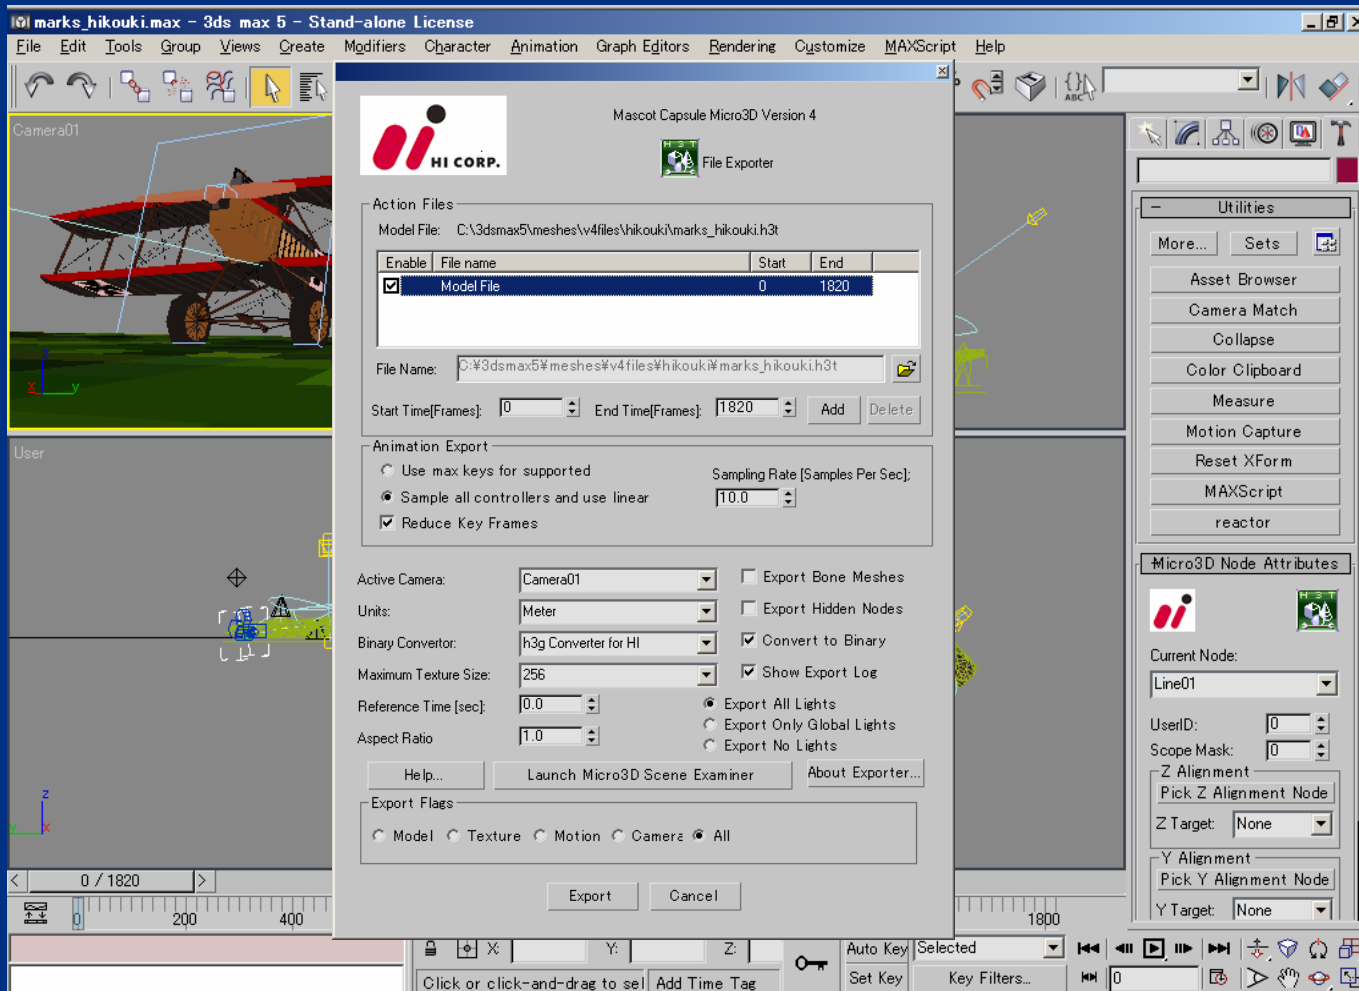 marks_hikouki.max - 3ds max 5 - Stand-alone License
File Edit Tools Group Views Create Modifiers Character Animation Graph Editors Rendering Customize MAXScript Help
ABC
Camera01
HI CORP.
Mascot Capsule Micro3D Version 4
H3T
File Exporter
Action Files
Model File: C:\3dsmax5\meshes\v4files\hikouki\marks_hikouki.h3t
Enable File name Start End
Model File 0 1820
File Name: C:¥3dsmax5¥meshes¥v4files¥hikouki¥marks_hikouki.h3t
Start Time[Frames]: 0 End Time[Frames]: 1820 Add Delete
Animation Export
Use max keys for supported
Sampling Rate [Samples Per Sec]:
Sample all controllers and use linear 10.0
Reduce Key Frames
Active Camera: Camera01 Export Bone Meshes
Units: Meter Export Hidden Nodes
Binary Convertor: h3g Converter for HI Convert to Binary
Maximum Texture Size: 256 Show Export Log
Reference Time [sec]: 0.0 Export All Lights
Export Only Global Lights
Aspect Ratio 1.0 Export No Lights
Help... Launch Micro3D Scene Examiner About Exporter...
Export Flags
Model Texture Motion Camera All
Export Cancel
z
x y
User
z
y x
Utilities
More... Sets
Asset Browser
Camera Match
Collapse
Color Clipboard
Measure
Motion Capture
Reset XForm
MAXScript
reactor
Micro3D Node Attributes
H3T
Current Node:
Line01
UserID: 0
Scope Mask: 0
Z Alignment
Pick Z Alignment Node
Z Target: None
Y Alignment
Pick Y Alignment Node
Y Target: None
< 0 / 1820 >
0 200 400 1800
X: Y: Z: Auto Key Selected
Click or click-and-drag to sel Add Time Tag Set Key Key Filters... 0